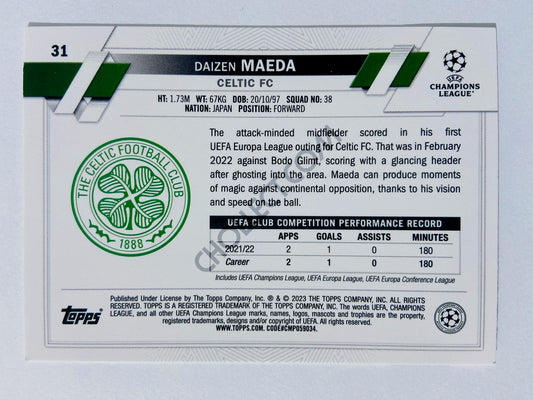 31
DAIZEN MAEDA
CELTIC FC
UEFA
CHAMPIONS
LEAGUE
HT: 1.73M WT: 67KG DOB: 20/10/97 SQUAD NO: 38
NATION: JAPAN POSITION: FORWARD
The attack-minded midfielder scored in his first
UEFA Europa League outing for Celtic FC. That was in February
2022 against Bodo Glimt, scoring with a glancing header
after ghosting into the area. Maeda can produce moments
of magic against continental opposition, thanks to his vision
and speed on the ball.
THE CELTIC FOOTBALL CLUB
1888
UEFA CLUB COMPETITION PERFORMANCE RECORD
APPS GOALS ASSISTS MINUTES
2021/22 2 1 0 180
Career 2 1 0 180
Includes UEFA Champions League, UEFA Europa League, UEFA Europa Conference League
Topps
Published Under License by The Topps Company, Inc. ® & © 2023 THE TOPPS COMPANY, INC. ALL RIGHTS
RESERVED. TOPPS IS A REGISTERED TRADEMARK OF THE TOPPS COMPANY, INC. The words UEFA, CHAMPIONS
LEAGUE, and all other UEFA Champions League marks, names, logos, mascots and trophies are the property,
registered trademarks, designs and/or copyright of UEFA. All rights reserved.
WWW.TOPPS.COM. CODE#CMP059034.
CHOLLECT.COM